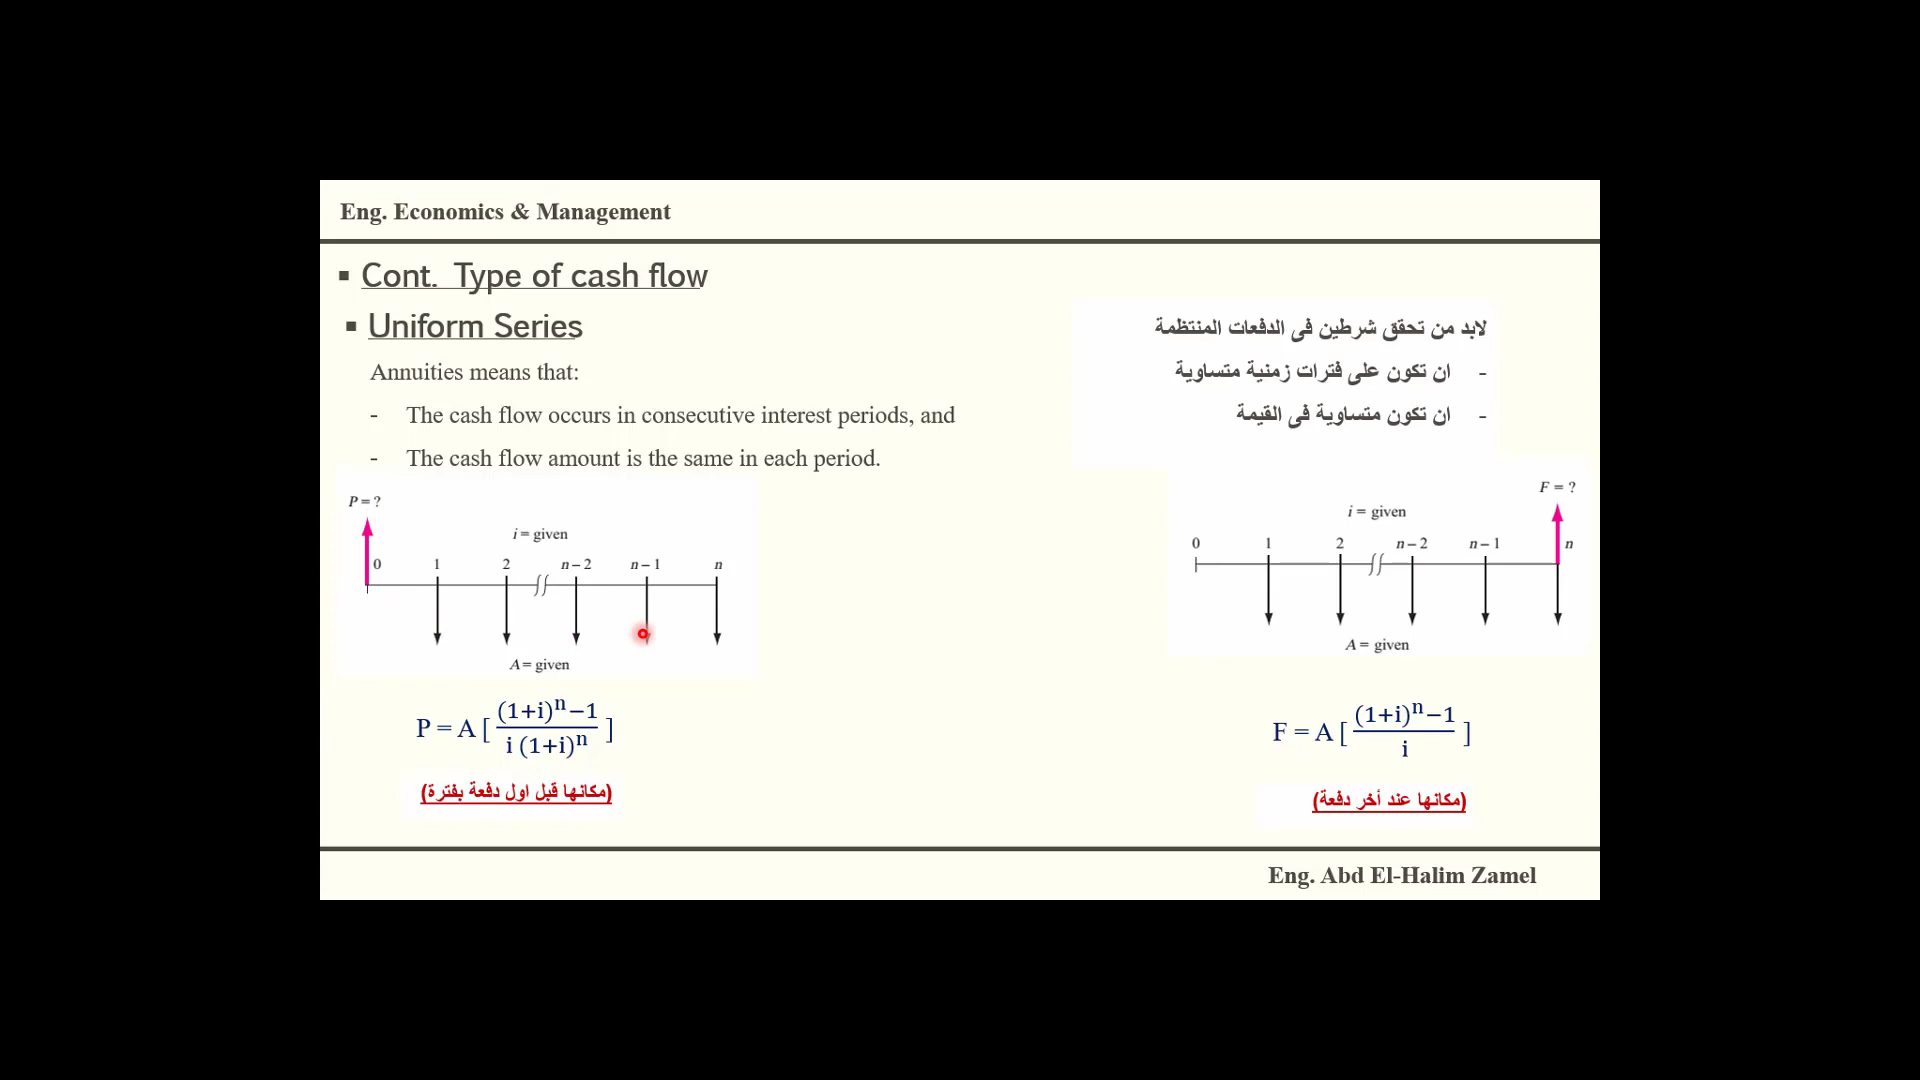 Eng. Economics & Management
▪ Cont. Type of cash flow
▪ Uniform Series
Annuities means that:
- The cash flow occurs in consecutive interest periods, and
- The cash flow amount is the same in each period.
لابد من تحقق شرطين فى الدفعات المنتظمة
- ان تكون على فترات زمنية متساوية
- ان تكون متساوية فى القيمة
P = ?
i = given
0 1 2 n – 2 n – 1 n
A = given
P = A [ (1+i)^n −1 / i (1+i)^n ]
(مكانها قبل اول دفعة بفترة)
F = ?
i = given
0 1 2 n – 2 n – 1 n
A = given
F = A [ (1+i)^n −1 / i ]
(مكانها عند أخر دفعة)
Eng. Abd El-Halim Zamel